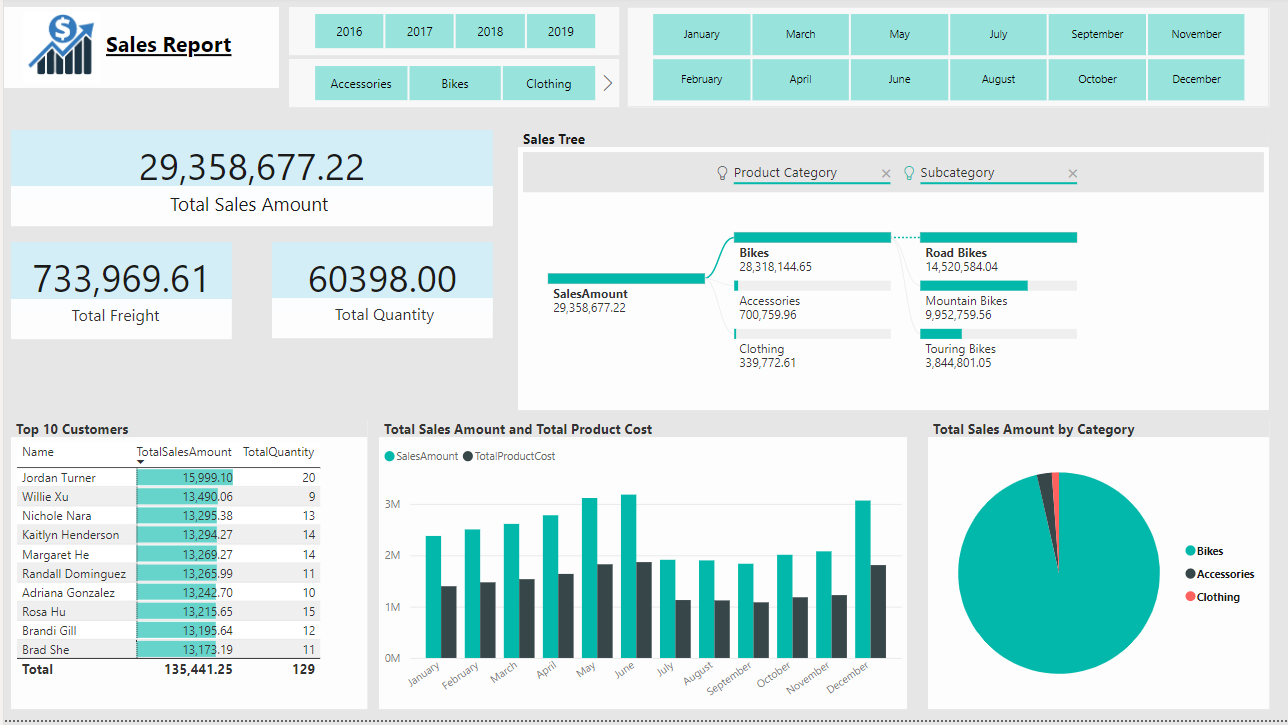 Sales Report
2016 2017 2018 2019
Accessories Bikes Clothing
January March May July September November
February April June August October December
29,358,677.22
Total Sales Amount
733,969.61
Total Freight
60398.00
Total Quantity
Sales Tree
Product Category Subcategory
SalesAmount
29,358,677.22
Bikes
28,318,144.65
Accessories
700,759.96
Clothing
339,772.61
Road Bikes
14,520,584.04
Mountain Bikes
9,952,759.56
Touring Bikes
3,844,801.05
Top 10 Customers
Name TotalSalesAmount TotalQuantity
Jordan Turner 15,999.10 20
Willie Xu 13,490.06 9
Nichole Nara 13,295.38 13
Kaitlyn Henderson 13,294.27 14
Margaret He 13,269.27 14
Randall Dominguez 13,265.99 11
Adriana Gonzalez 13,242.70 10
Rosa Hu 13,215.65 15
Brandi Gill 13,195.64 12
Brad She 13,173.19 11
Total 135,441.25 129
Total Sales Amount and Total Product Cost
SalesAmount TotalProductCost
3M
2M
1M
0M
January February March April May June July August September October November December
Total Sales Amount by Category
Bikes
Accessories
Clothing